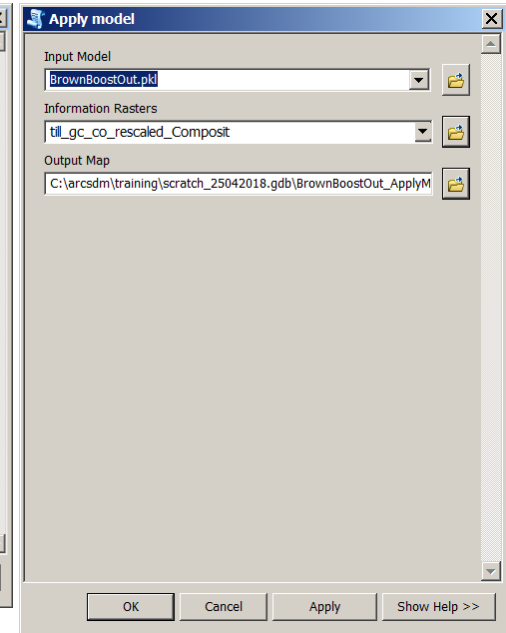 Apply model
Input Model
BrownBoostOut.pkl
Information Rasters
till_gc_co_rescaled_Composit
Output Map
C:\arcsdm\training\scratch_25042018.gdb\BrownBoostOut_ApplyM
OK
Cancel
Apply
Show Help >>